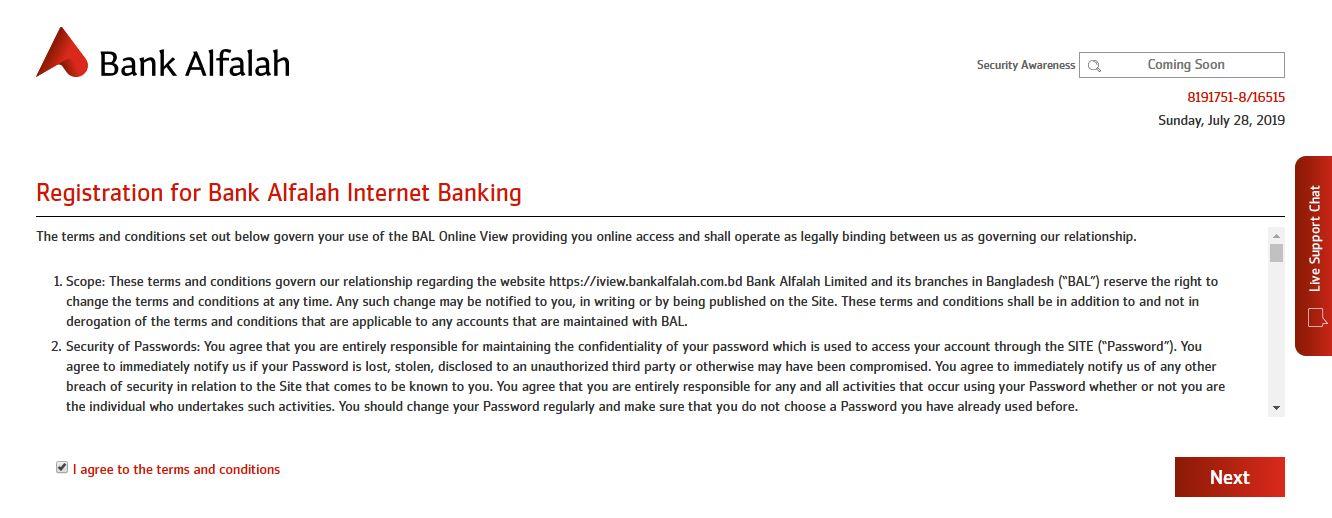 Bank Alfalah
Security Awareness
Coming Soon
8191751-8/16515
Sunday, July 28, 2019
Live Support Chat
Registration for Bank Alfalah Internet Banking
The terms and conditions set out below govern your use of the BAL Online View providing you online access and shall operate as legally binding between us as governing our relationship.
1. Scope: These terms and conditions govern our relationship regarding the website https://iview.bankalfalah.com.bd Bank Alfalah Limited and its branches in Bangladesh (“BAL”) reserve the right to
change the terms and conditions at any time. Any such change may be notified to you, in writing or by being published on the Site. These terms and conditions shall be in addition to and not in
derogation of the terms and conditions that are applicable to any accounts that are maintained with BAL.
2. Security of Passwords: You agree that you are entirely responsible for maintaining the confidentiality of your password which is used to access your account through the SITE (“Password”). You
agree to immediately notify us if your Password is lost, stolen, disclosed to an unauthorized third party or otherwise may have been compromised. You agree to immediately notify us of any other
breach of security in relation to the Site that comes to be known to you. You agree that you are entirely responsible for any and all activities that occur using your Password whether or not you are
the individual who undertakes such activities. You should change your Password regularly and make sure that you do not choose a Password you have already used before.
I agree to the terms and conditions
Next